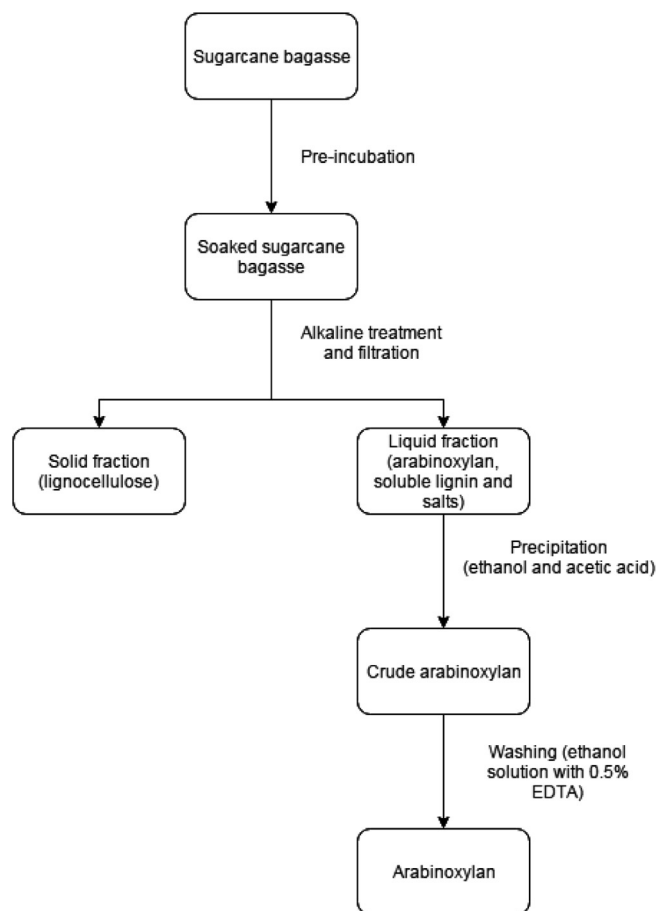 Sugarcane bagasse
Pre-incubation
Soaked sugarcane
bagasse
Alkaline treatment
and filtration
Solid fraction
(lignocellulose)
Liquid fraction
(arabinoxylan,
soluble lignin and
salts)
Precipitation
(ethanol and acetic acid)
Crude arabinoxylan
Washing (ethanol
solution with 0.5%
EDTA)
Arabinoxylan